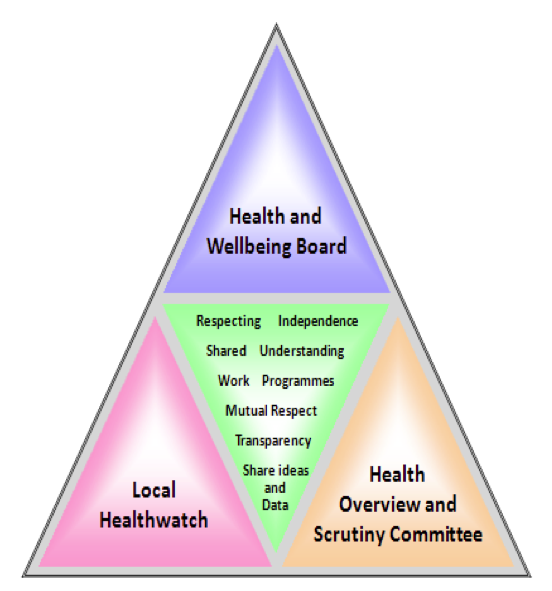 Health and
Wellbeing Board
Respecting Independence
Shared Understanding
Work Programmes
Mutual Respect
Transparency
Share ideas
and
Data
Local
Healthwatch
Health
Overview and
Scrutiny Committee